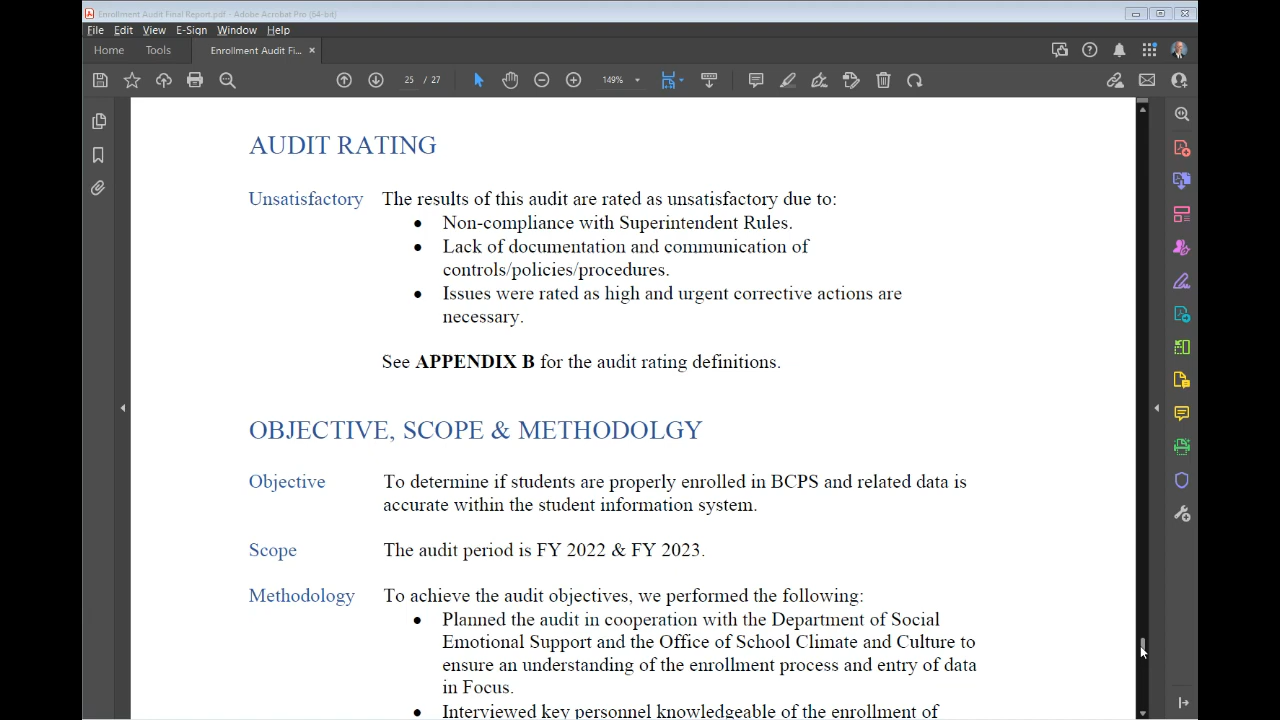 Enrollment Audit Final Report.pdf - Adobe Acrobat Pro (64-bit)
File Edit View E-Sign Window Help
Home Tools Enrollment Audit Fi... ×
25 / 27 149%
AUDIT RATING
Unsatisfactory The results of this audit are rated as unsatisfactory due to:
● Non-compliance with Superintendent Rules.
● Lack of documentation and communication of
controls/policies/procedures.
● Issues were rated as high and urgent corrective actions are
necessary.
See APPENDIX B for the audit rating definitions.
OBJECTIVE, SCOPE & METHODOLGY
Objective To determine if students are properly enrolled in BCPS and related data is
accurate within the student information system.
Scope The audit period is FY 2022 & FY 2023.
Methodology To achieve the audit objectives, we performed the following:
● Planned the audit in cooperation with the Department of Social
Emotional Support and the Office of School Climate and Culture to
ensure an understanding of the enrollment process and entry of data
in Focus.
● Interviewed key personnel knowledgeable of the enrollment of